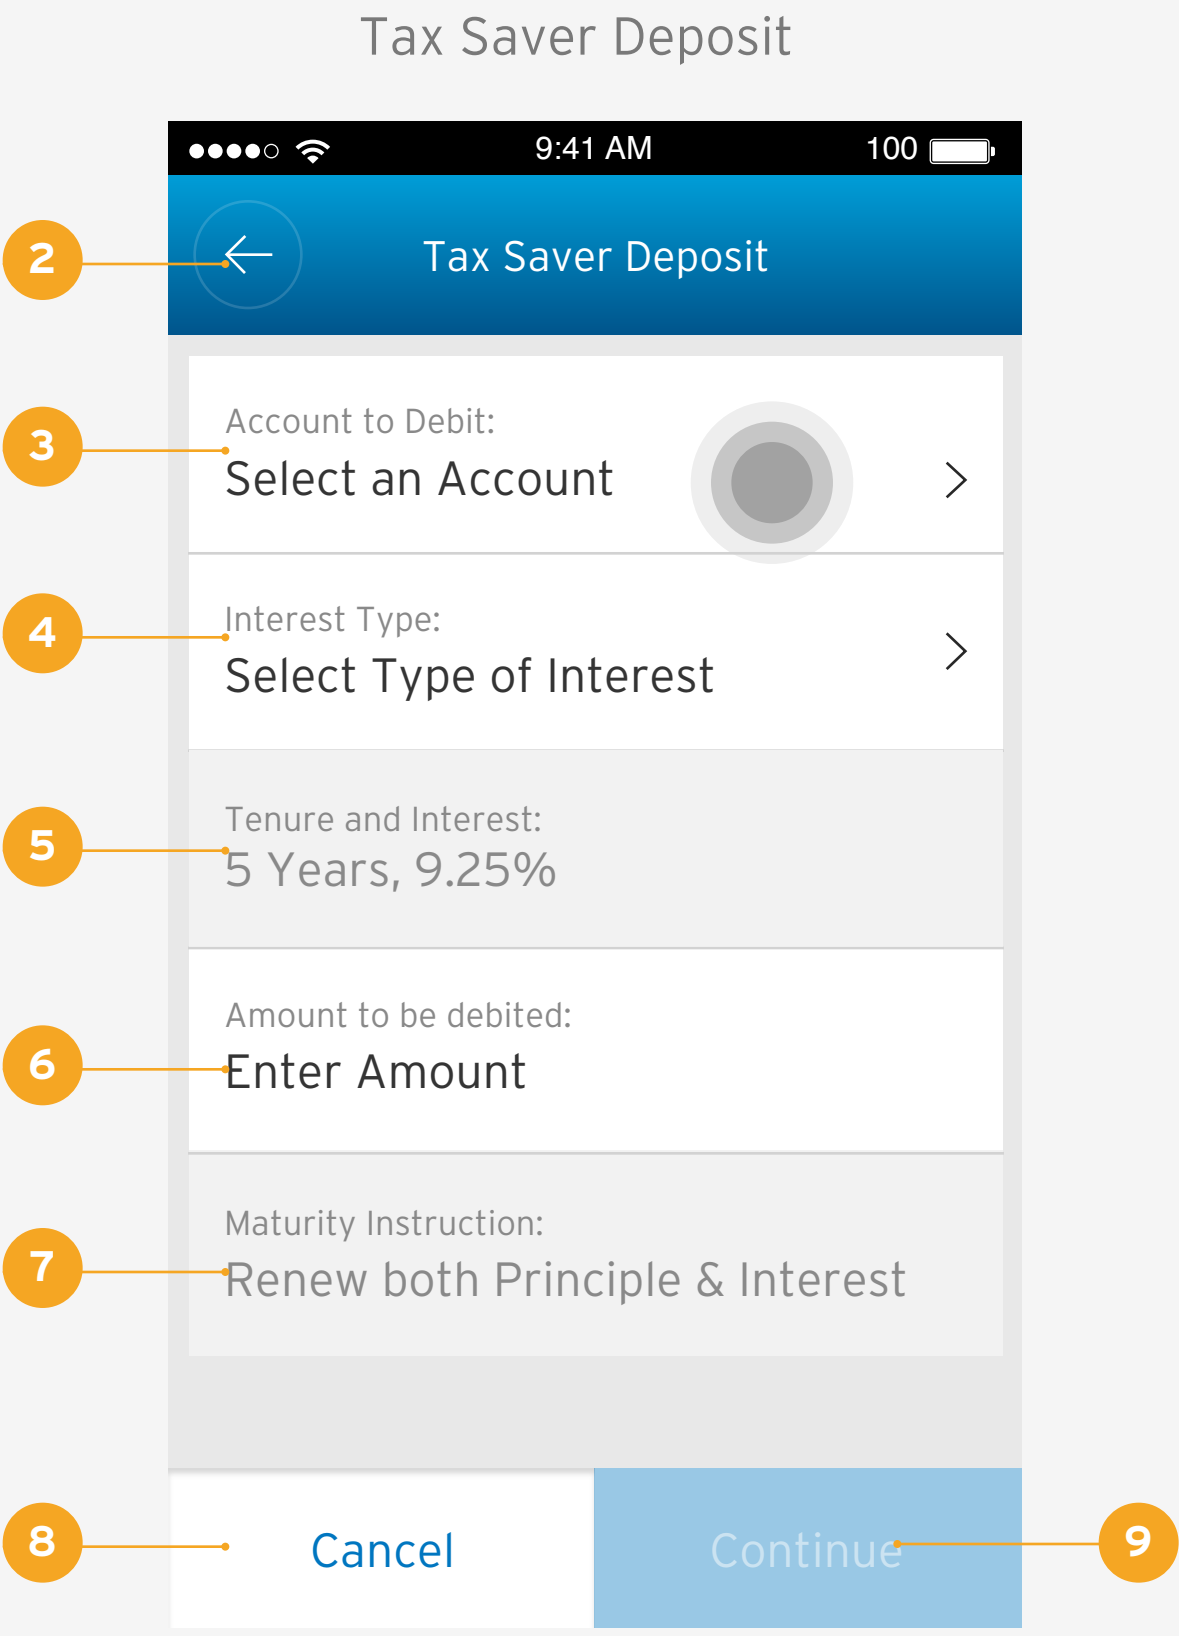 Tax Saver Deposit
9:41 AM 100
2 Tax Saver Deposit
Account to Debit:
3
Select an Account
Interest Type:
4
Select Type of Interest
Tenure and Interest:
5
5 Years, 9.25%
Amount to be debited:
6
Enter Amount
Maturity Instruction:
7
Renew both Principle & Interest
8 Cancel Continue 9